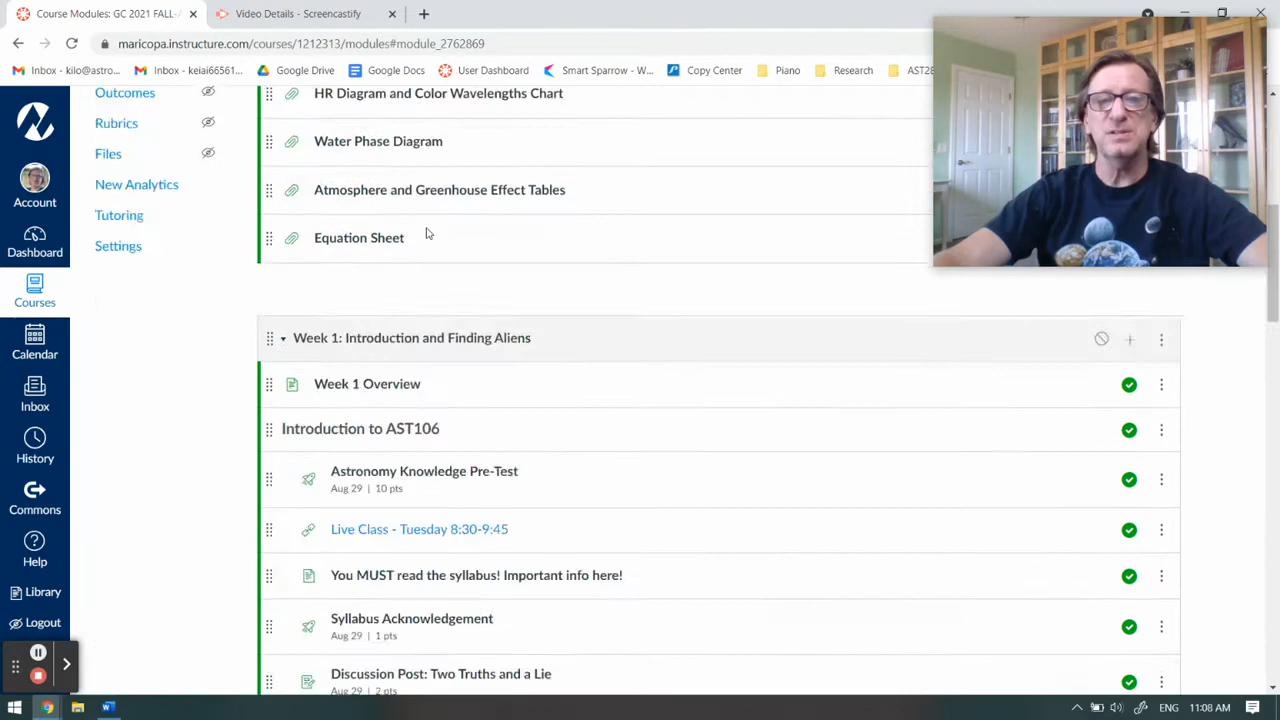 Course Modules: GC 2021 FALL-
Video Details - Screencastify
maricopa.instructure.com/courses/1212313/modules#module_2762869
Inbox - kilo@astro...
Inbox - keiai66561...
Google Drive
Google Docs
User Dashboard
Smart Sparrow - W...
Copy Center
Piano
Research
AST28
Outcomes
Rubrics
Files
New Analytics
Tutoring
Settings
Account
Dashboard
Courses
Calendar
Inbox
History
Commons
Help
Library
Logout
HR Diagram and Color Wavelengths Chart
Water Phase Diagram
Atmosphere and Greenhouse Effect Tables
Equation Sheet
Week 1: Introduction and Finding Aliens
Week 1 Overview
Introduction to AST106
Astronomy Knowledge Pre-Test
Aug 29 | 10 pts
Live Class - Tuesday 8:30-9:45
You MUST read the syllabus! Important info here!
Syllabus Acknowledgement
Aug 29 | 1 pts
Discussion Post: Two Truths and a Lie
Aug 29 | 2 pts
ENG
11:08 AM